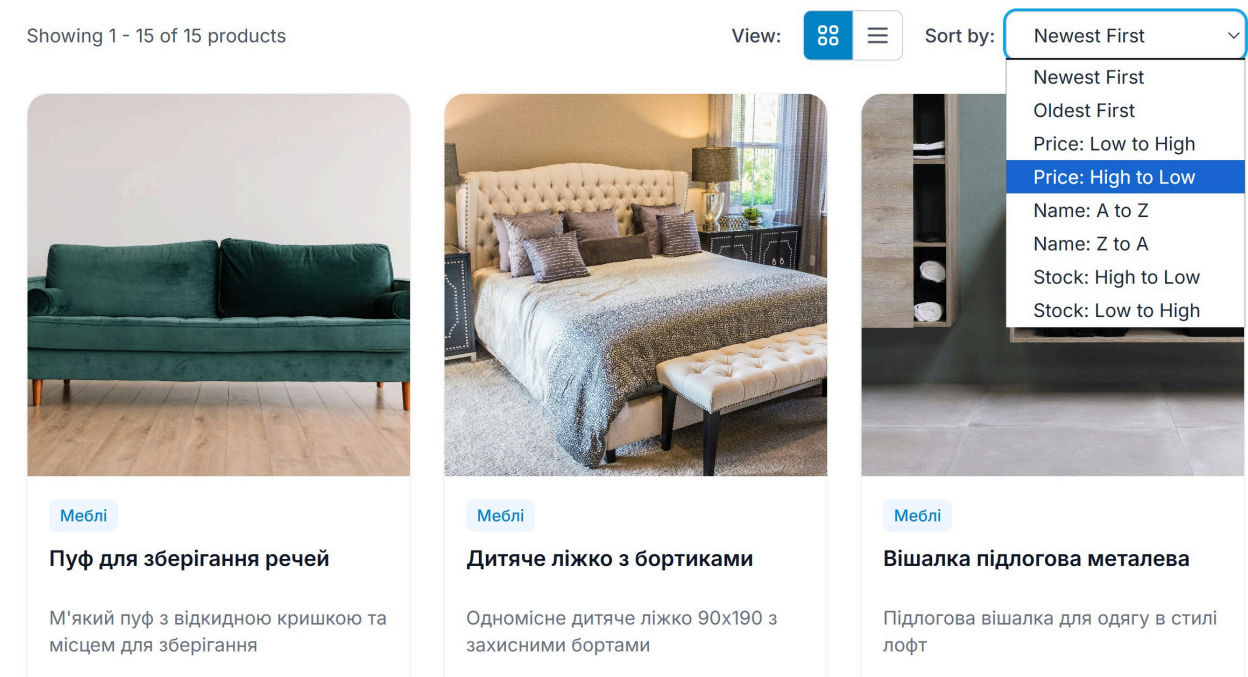 Showing 1 - 15 of 15 products
View:
Sort by:
Newest First
Newest First
Oldest First
Price: Low to High
Price: High to Low
Name: A to Z
Name: Z to A
Stock: High to Low
Stock: Low to High
Меблі
Пуф для зберігання речей
М'який пуф з відкидною кришкою та
місцем для зберігання
Меблі
Дитяче ліжко з бортиками
Одномісне дитяче ліжко 90х190 з
захисними бортами
Меблі
Вішалка підлогова металева
Підлогова вішалка для одягу в стилі
лофт